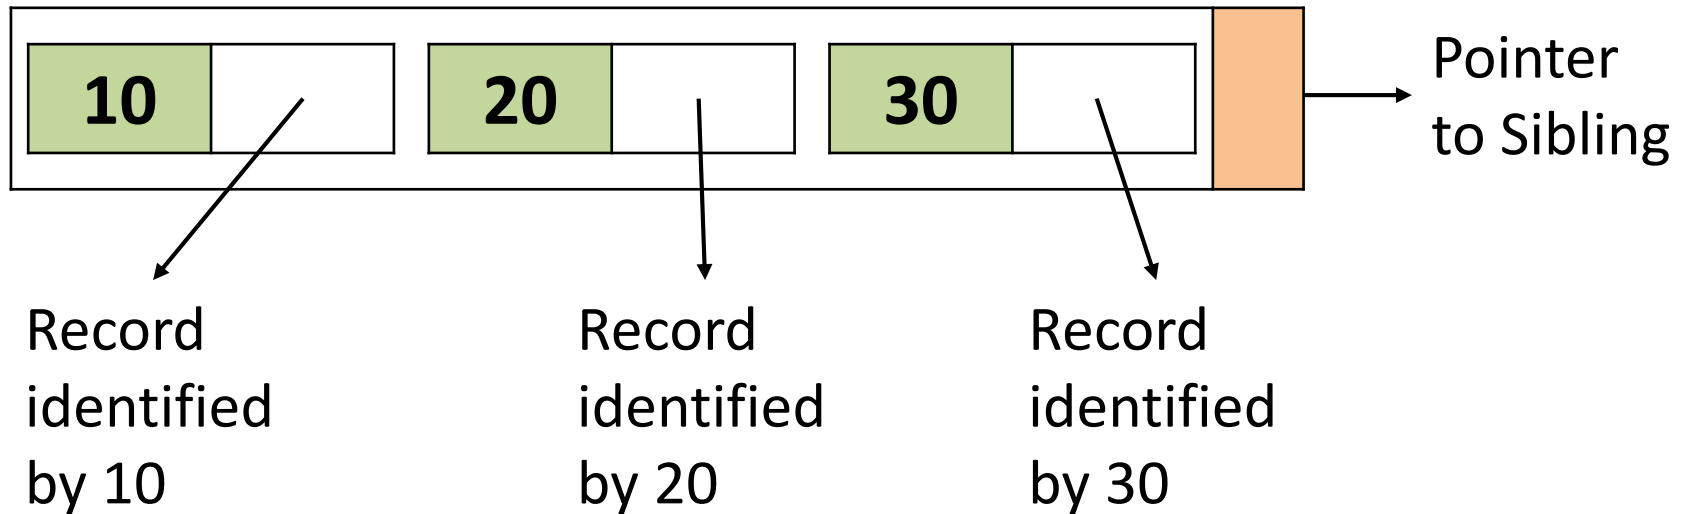 10 20 30
Pointer
to Sibling
Record
identified
by 10
Record
identified
by 20
Record
identified
by 30